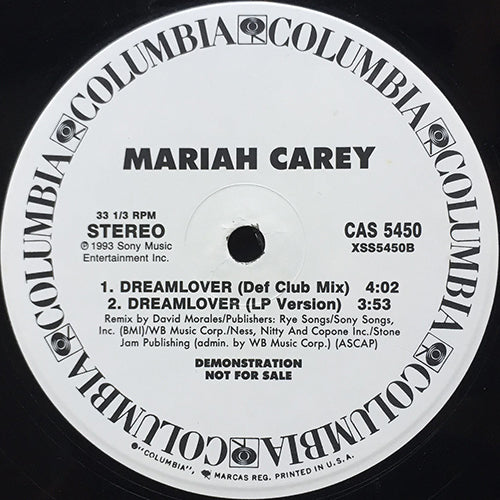 COLUMBIA COLUMBIA COLUMBIA COLUMBIA COLUMBIA COLUMBIA
MARIAH CAREY
33 1/3 RPM
STEREO
℗ 1993 Sony Music
Entertainment Inc.
CAS 5450
XSS5450B
1. DREAMLOVER (Def Club Mix) 4:02
2. DREAMLOVER (LP Version) 3:53
Remix by David Morales/Publishers: Rye Songs/Sony Songs,
Inc. (BMI)/WB Music Corp./Ness, Nitty And Copone Inc./Stone
Jam Publishing (admin. by WB Music Corp.) (ASCAP)
DEMONSTRATION
NOT FOR SALE
"COLUMBIA", MARCAS REG. PRINTED IN U.S.A.